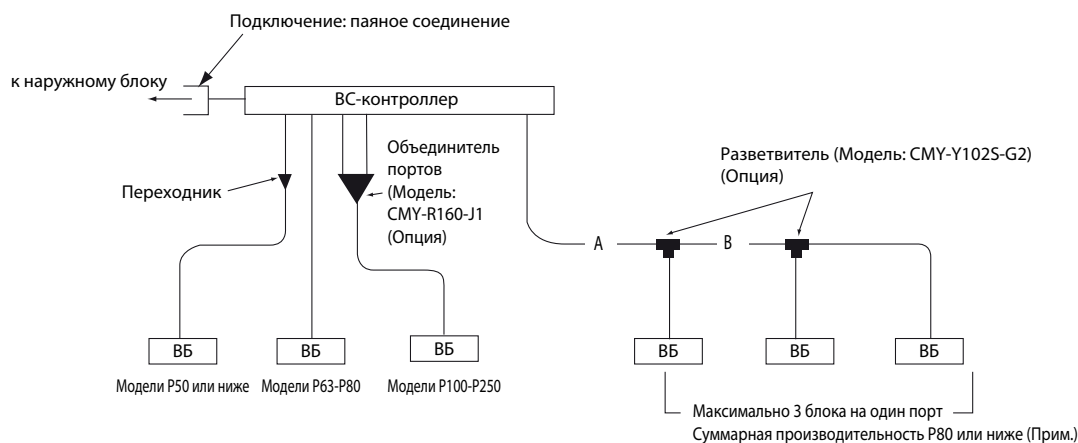 Подключение: паяное соединение
к наружному блоку
ВС-контроллер
Объединитель
портов
(Модель:
CMY-R160-J1
(Опция)
Переходник
Разветвитель (Модель: CMY-Y102S-G2)
(Опция)
A
B
ВБ
ВБ
ВБ
ВБ
ВБ
ВБ
Модели P50 или ниже
Модели P63-P80
Модели P100-P250
Максимально 3 блока на один порт
Суммарная производительность P80 или ниже (Прим.)